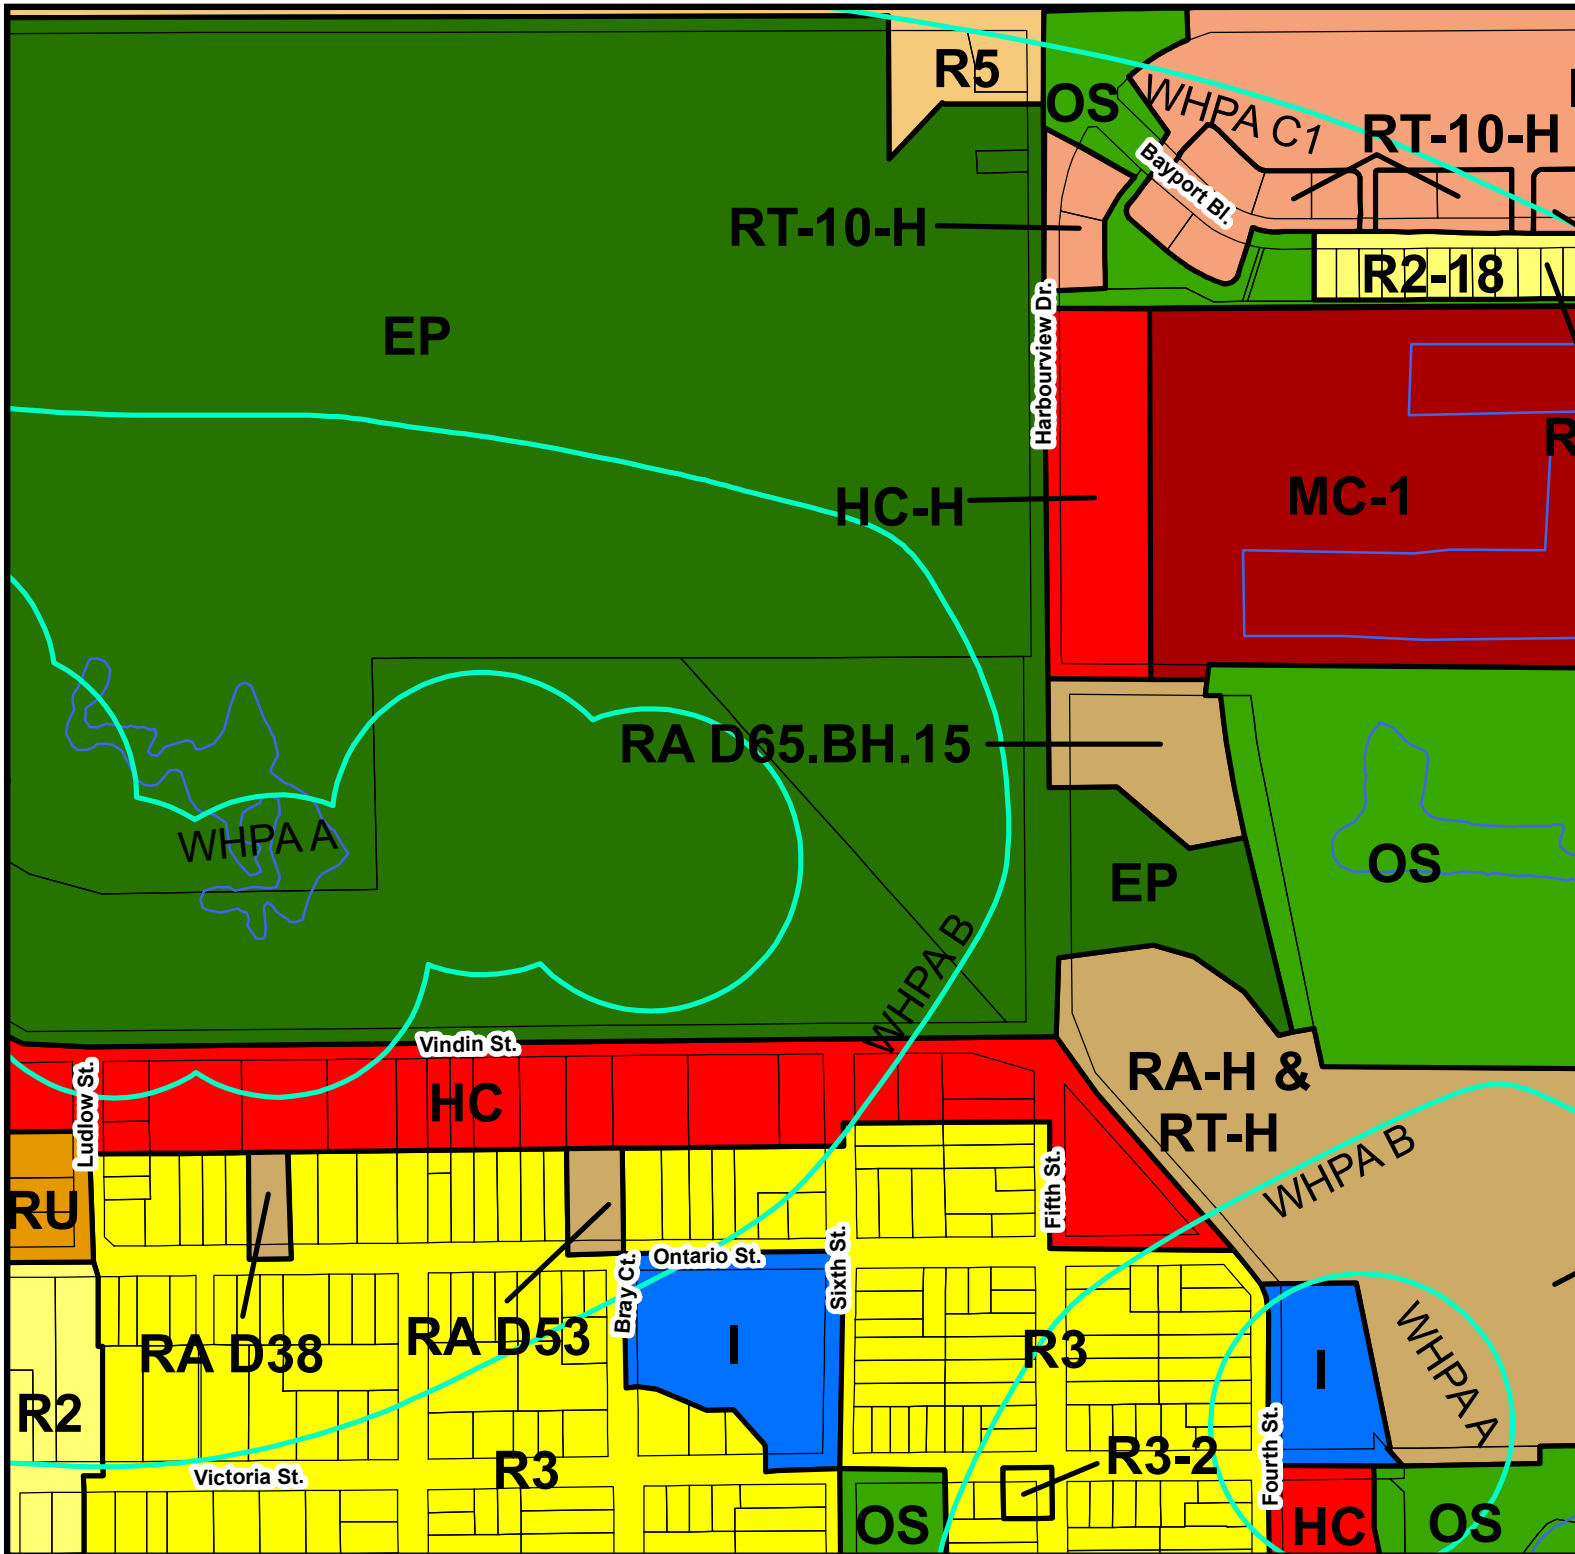 R5
OS
WHPA C1
RT-10-H
Bayport Bl.
RT-10-H
R2-18
Harbourview Dr.
EP
HC-H
MC-1
R
RA D65.BH.15
WHPA A
OS
EP
WHPA B
Vindin St.
Ludlow St.
HC
RA-H &
RT-H
WHPA B
RU
Fifth St.
Ontario St.
Bray Ct.
Sixth St.
RA D38
RA D53
I
R3
I
WHPA A
R2
R3
Victoria St.
R3-2
Fourth St.
OS
HC
OS